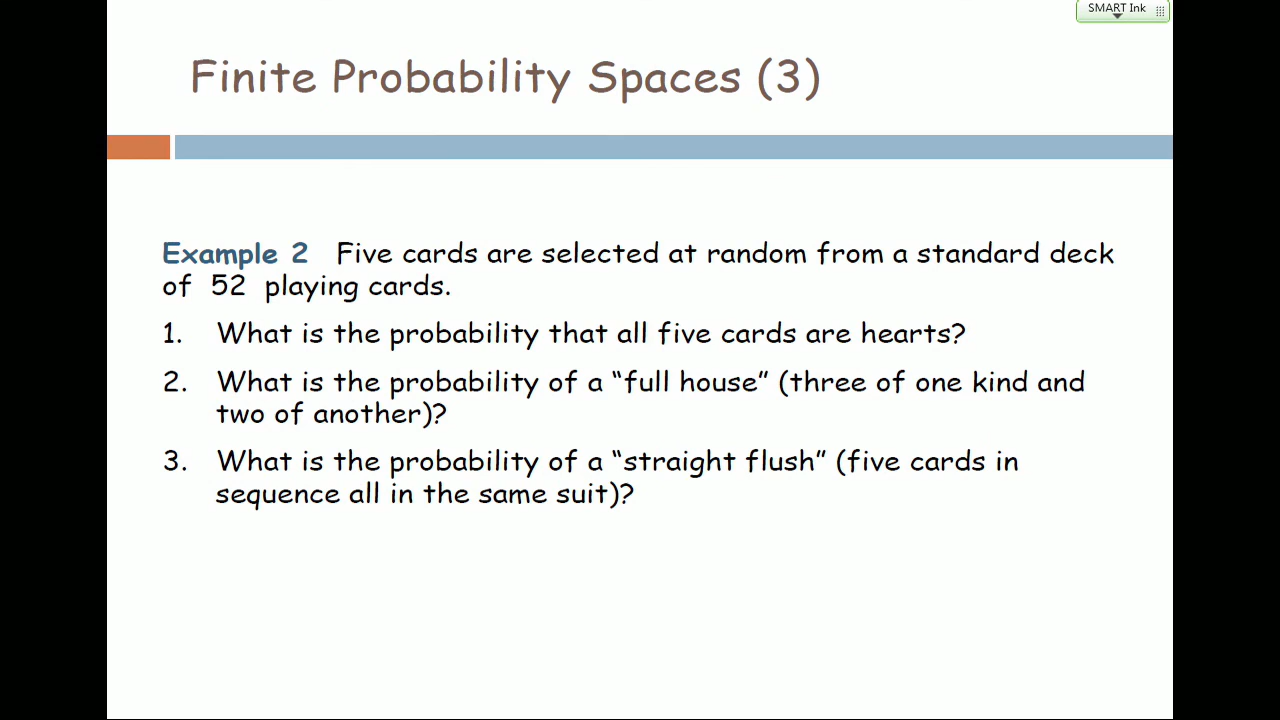 SMART Ink
Finite Probability Spaces (3)
Example 2 Five cards are selected at random from a standard deck
of 52 playing cards.
1. What is the probability that all five cards are hearts?
2. What is the probability of a “full house” (three of one kind and
two of another)?
3. What is the probability of a “straight flush” (five cards in
sequence all in the same suit)?